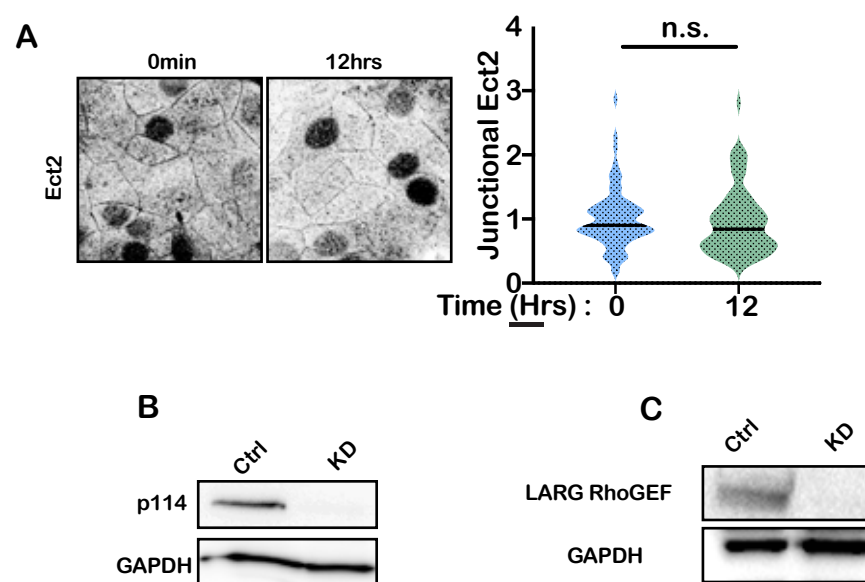 A
0min
12hrs
Ect2
n.s.
Junctional Ect2
4
3
2
1
0
Time (Hrs) : 0 12
B
Ctrl KD
p114
GAPDH
C
Ctrl KD
LARG RhoGEF
GAPDH